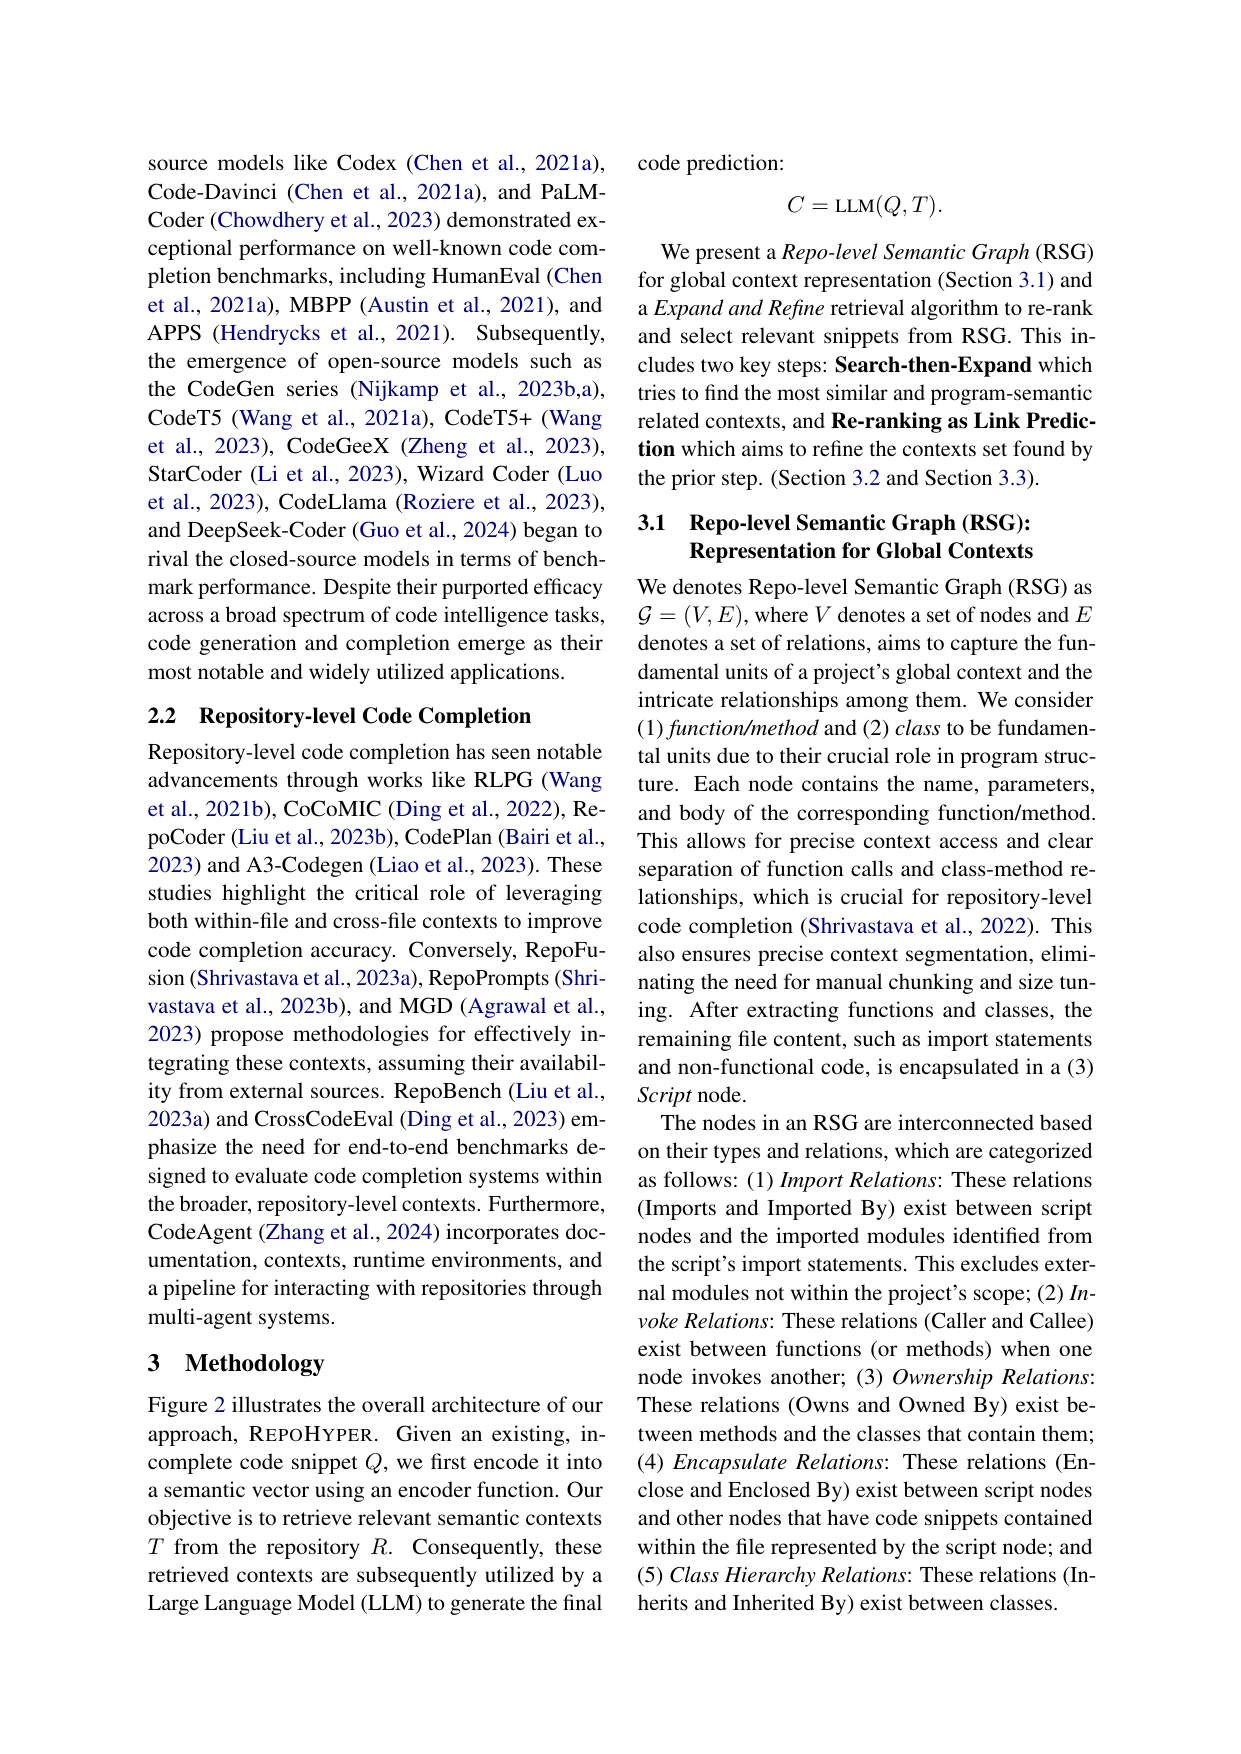 source models like Codex (Chen et al., 2021a),
Code-Davinci (Chen et al., 2021a), and PaLM-
Coder (Chowdhery et al., 2023) demonstrated ex-
ceptional performance on well-known code com-
pletion benchmarks, including HumanEval (Chen
et al., 2021a), MBPP (Austin et al., 2021), and
APPS (Hendrycks et al., 2021). Subsequently,
the emergence of open-source models such as
the CodeGen series (Nijkamp et al., 2023b,a),
CodeT5 (Wang et al., 2021a), CodeT5+ (Wang
et al., 2023), CodeGeeX (Zheng et al., 2023),
StarCoder (Li et al., 2023), Wizard Coder (Luo
et al., 2023), CodeLlama (Roziere et al., 2023),
and DeepSeek-Coder (Guo et al., 2024) began to
rival the closed-source models in terms of bench-
mark performance. Despite their purported efficacy
across a broad spectrum of code intelligence tasks,
code generation and completion emerge as their
most notable and widely utilized applications.
2.2 Repository-level Code Completion
Repository-level code completion has seen notable
advancements through works like RLPG (Wang
et al., 2021b), CoCoMIC (Ding et al., 2022), Re-
poCoder (Liu et al., 2023b), CodePlan (Bairi et al.,
2023) and A3-Codegen (Liao et al., 2023). These
studies highlight the critical role of leveraging
both within-file and cross-file contexts to improve
code completion accuracy. Conversely, RepoFu-
sion (Shrivastava et al., 2023a), RepoPrompts (Shri-
vastava et al., 2023b), and MGD (Agrawal et al.,
2023) propose methodologies for effectively in-
tegrating these contexts, assuming their availabil-
ity from external sources. RepoBench (Liu et al.,
2023a) and CrossCodeEval (Ding et al., 2023) em-
phasize the need for end-to-end benchmarks de-
signed to evaluate code completion systems within
the broader, repository-level contexts. Furthermore,
CodeAgent (Zhang et al., 2024) incorporates doc-
umentation, contexts, runtime environments, and
a pipeline for interacting with repositories through
multi-agent systems.
3 Methodology
Figure 2 illustrates the overall architecture of our
approach, REPOHYPER. Given an existing, in-
complete code snippet Q, we first encode it into
a semantic vector using an encoder function. Our
objective is to retrieve relevant semantic contexts
T from the repository R. Consequently, these
retrieved contexts are subsequently utilized by a
Large Language Model (LLM) to generate the final
code prediction:
C = LLM(Q, T).
We present a Repo-level Semantic Graph (RSG)
for global context representation (Section 3.1) and
a Expand and Refine retrieval algorithm to re-rank
and select relevant snippets from RSG. This in-
cludes two key steps: Search-then-Expand which
tries to find the most similar and program-semantic
related contexts, and Re-ranking as Link Predic-
tion which aims to refine the contexts set found by
the prior step. (Section 3.2 and Section 3.3).
3.1 Repo-level Semantic Graph (RSG):
Representation for Global Contexts
We denotes Repo-level Semantic Graph (RSG) as
𝒢 = (V, E), where V denotes a set of nodes and E
denotes a set of relations, aims to capture the fun-
damental units of a project's global context and the
intricate relationships among them. We consider
(1) function/method and (2) class to be fundamen-
tal units due to their crucial role in program struc-
ture. Each node contains the name, parameters,
and body of the corresponding function/method.
This allows for precise context access and clear
separation of function calls and class-method re-
lationships, which is crucial for repository-level
code completion (Shrivastava et al., 2022). This
also ensures precise context segmentation, elimi-
nating the need for manual chunking and size tun-
ing. After extracting functions and classes, the
remaining file content, such as import statements
and non-functional code, is encapsulated in a (3)
Script node.
The nodes in an RSG are interconnected based
on their types and relations, which are categorized
as follows: (1) Import Relations: These relations
(Imports and Imported By) exist between script
nodes and the imported modules identified from
the script's import statements. This excludes exter-
nal modules not within the project's scope; (2) In-
voke Relations: These relations (Caller and Callee)
exist between functions (or methods) when one
node invokes another; (3) Ownership Relations:
These relations (Owns and Owned By) exist be-
tween methods and the classes that contain them;
(4) Encapsulate Relations: These relations (En-
close and Enclosed By) exist between script nodes
and other nodes that have code snippets contained
within the file represented by the script node; and
(5) Class Hierarchy Relations: These relations (In-
herits and Inherited By) exist between classes.